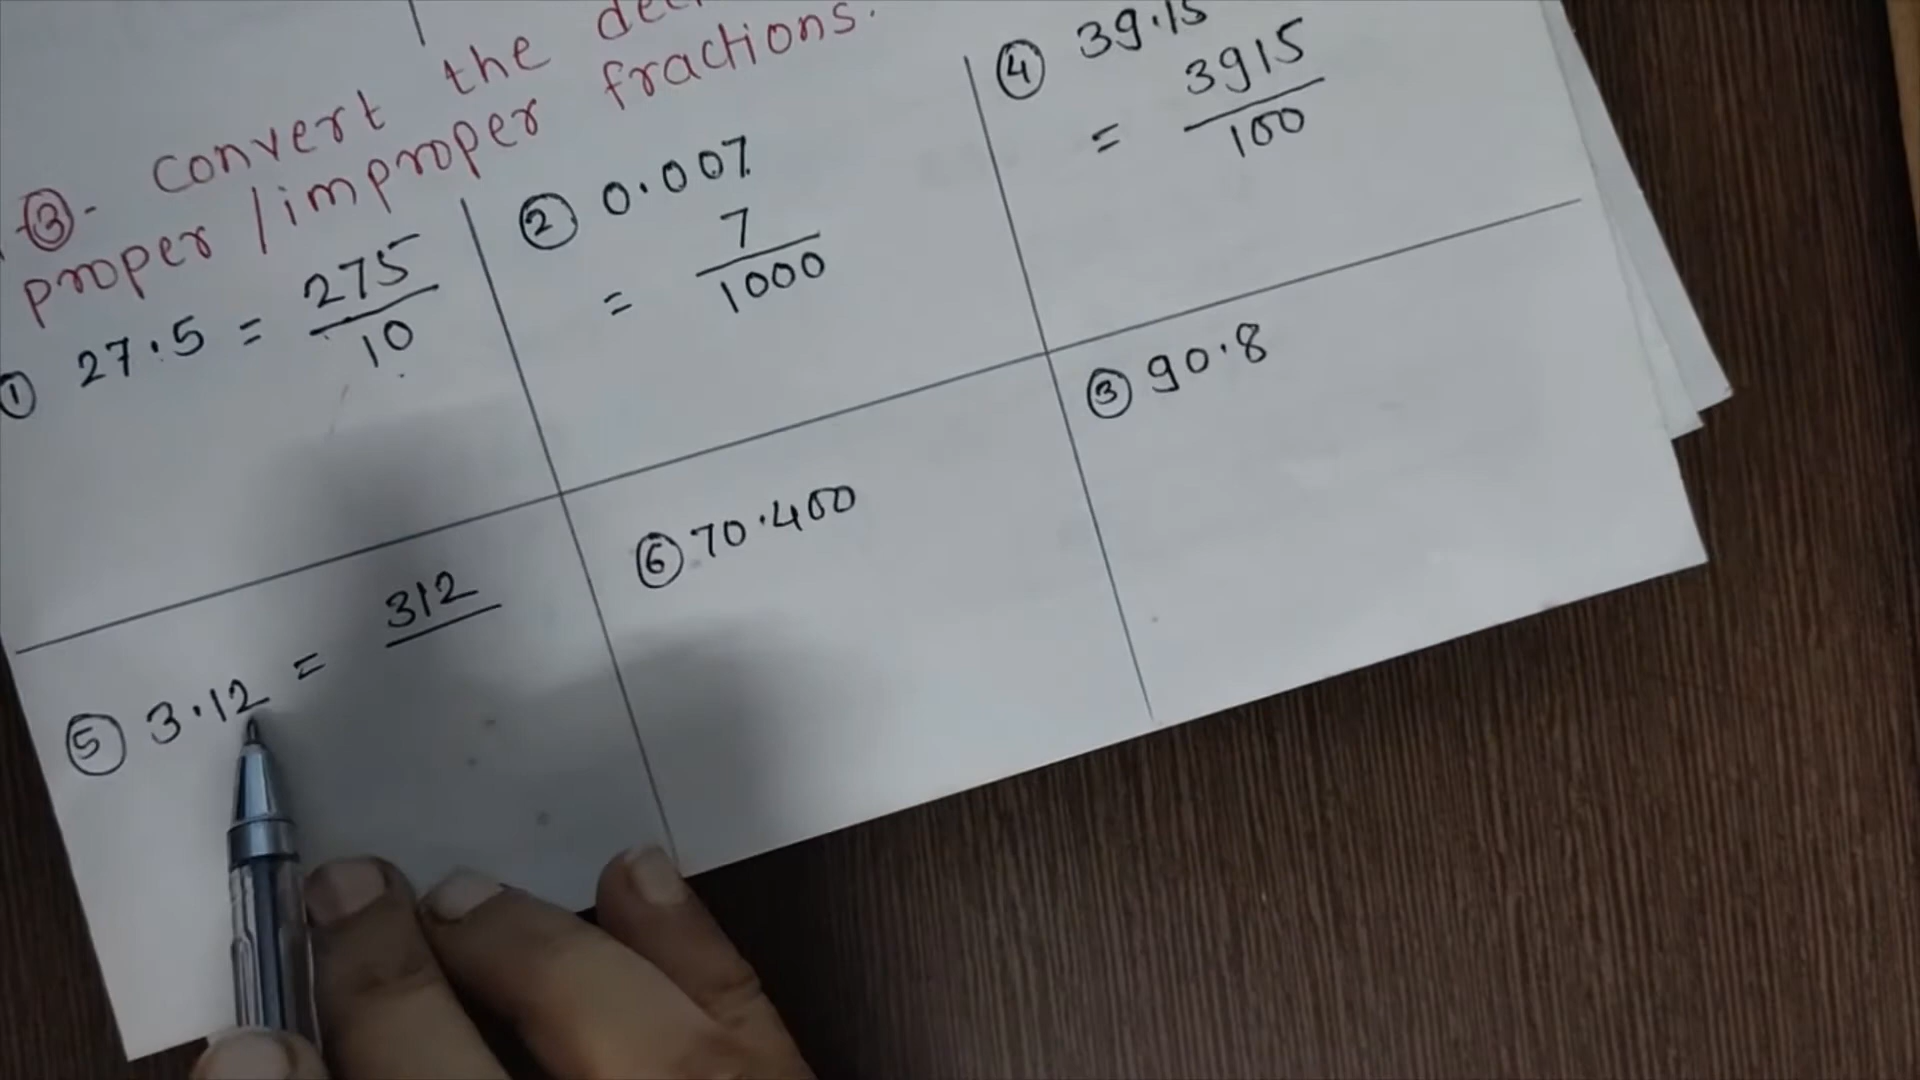 ③. convert the
proper/improper fractions.
① 27.5 = 275/10
② 0.007
= 7/1000
④ 39.15
= 3915/100
⑤ 3.12 = 312
⑥ 70.400
③ 90.8